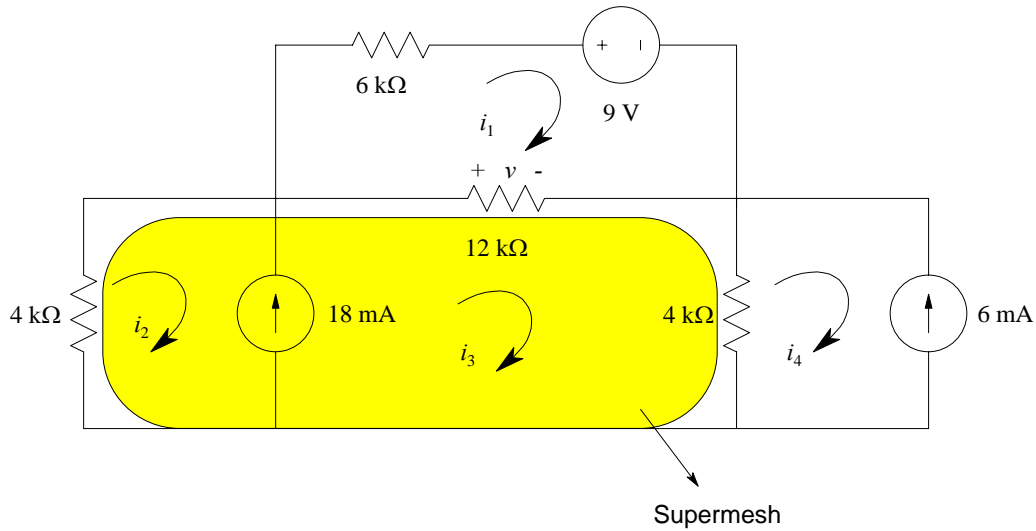 + -
6 kΩ
9 V
i1
+ v -
12 kΩ
4 kΩ
i2
18 mA
i3
4 kΩ
i4
6 mA
Supermesh